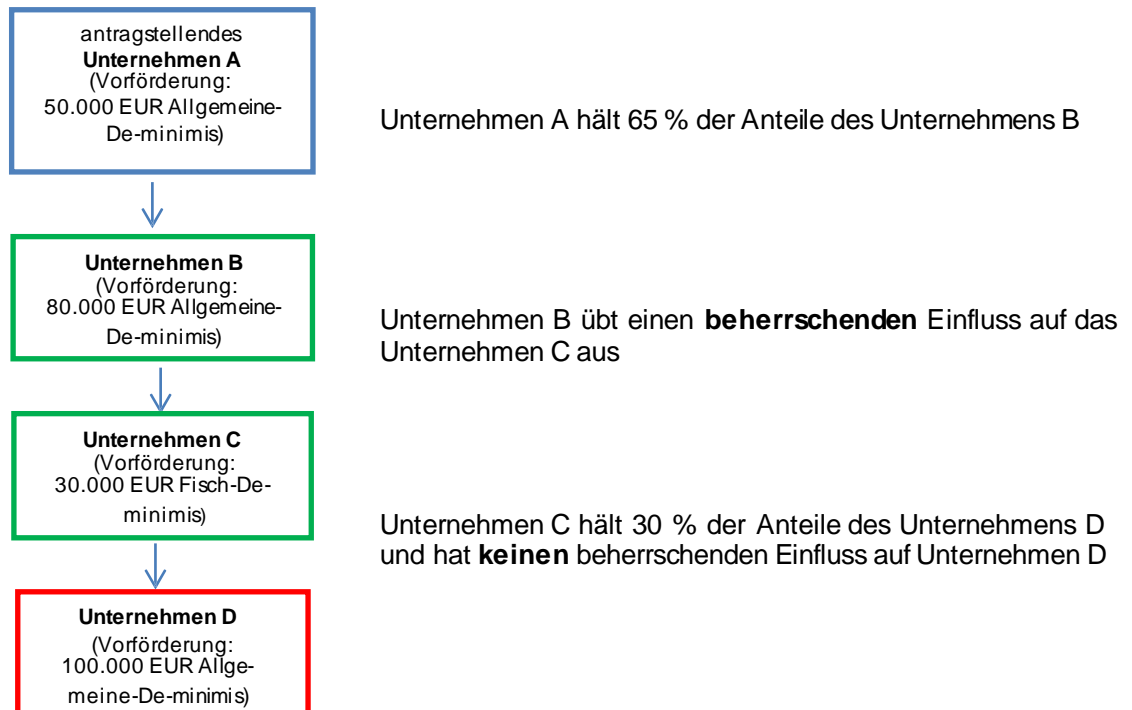 antragstellendes
Unternehmen A
(Vorförderung:
50.000 EUR Allgemeine-
De-minimis)
Unternehmen A hält 65 % der Anteile des Unternehmens B
Unternehmen B
(Vorförderung:
80.000 EUR Allgemeine-
De-minimis)
Unternehmen B übt einen beherrschenden Einfluss auf das
Unternehmen C aus
Unternehmen C
(Vorförderung:
30.000 EUR Fisch-De-
minimis)
Unternehmen C hält 30 % der Anteile des Unternehmens D
und hat keinen beherrschenden Einfluss auf Unternehmen D
Unternehmen D
(Vorförderung:
100.000 EUR Allge-
meine-De-minimis)